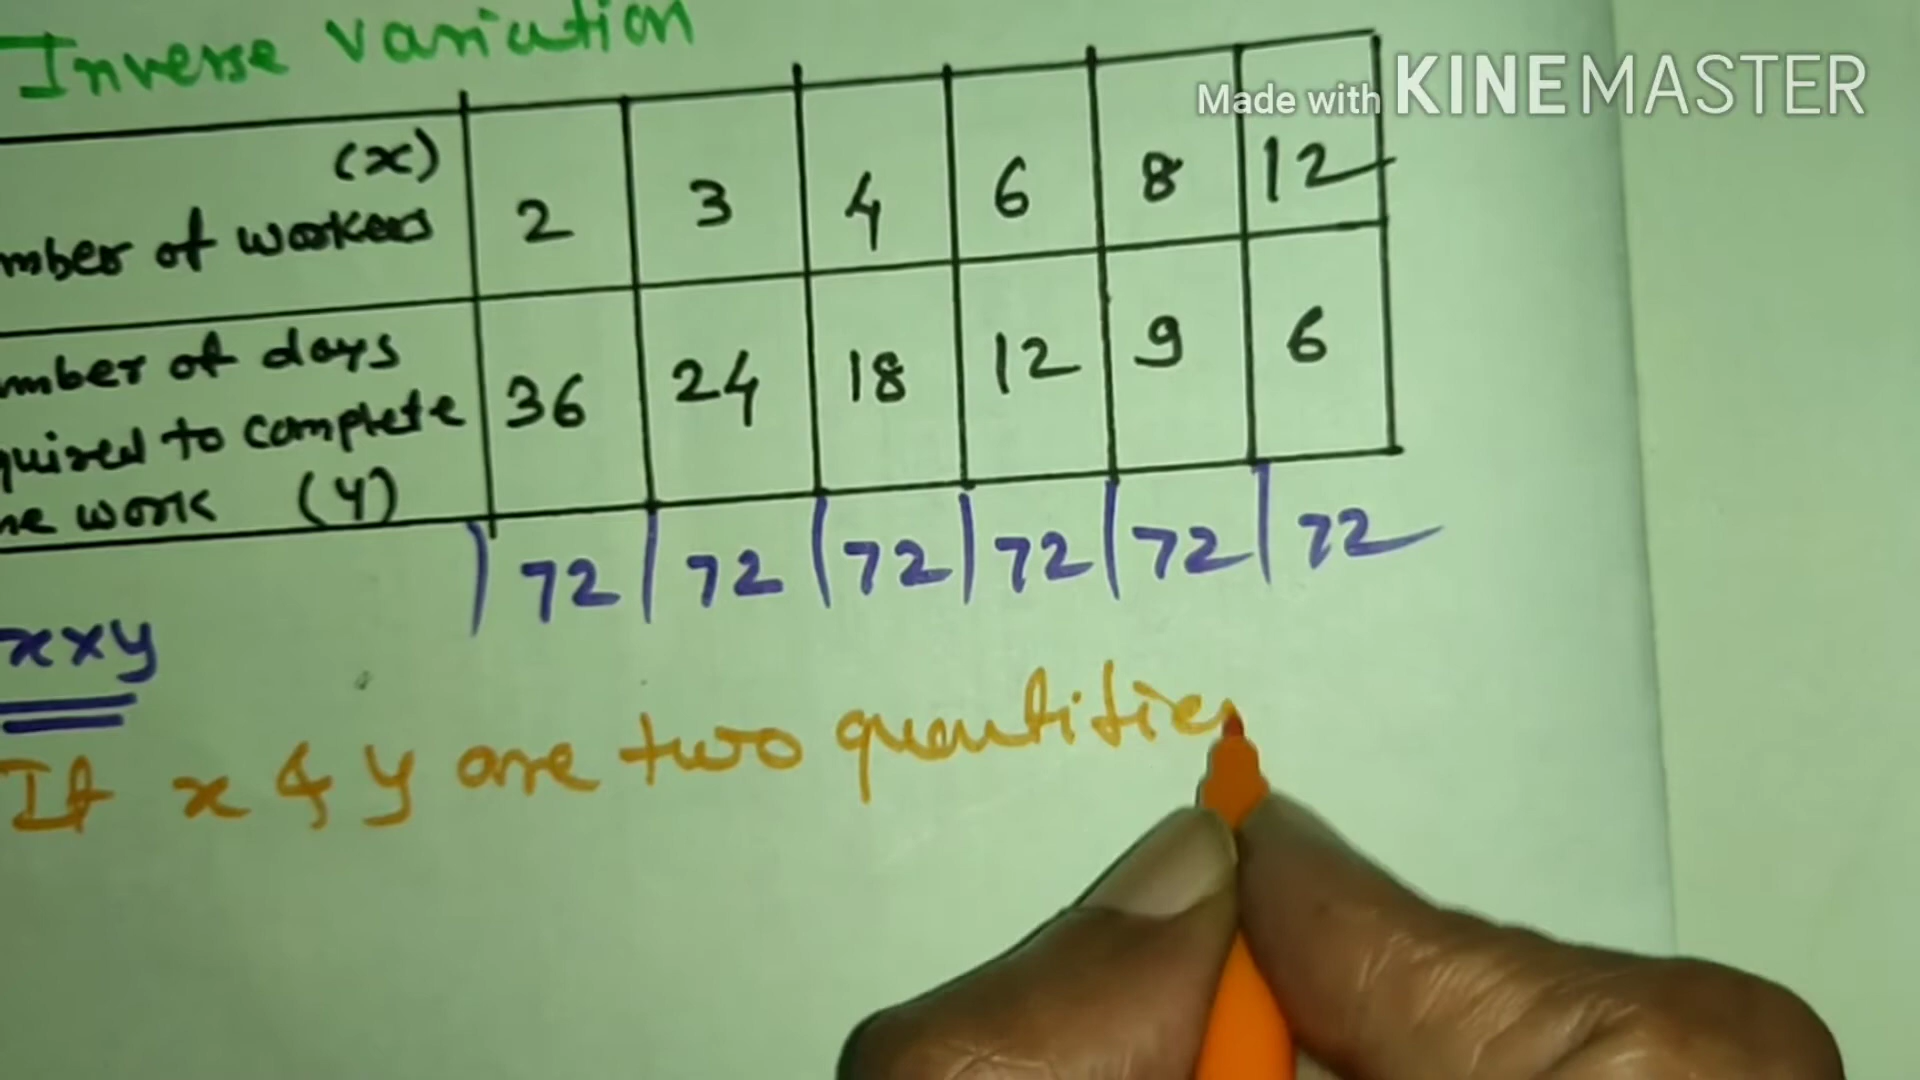 Inverse variation
Made with KINEMASTER
(x) 2 3 4 6 8 12
mber of workers
mber of days
quired to complete 36 24 18 12 9 6
he work (y)
72 72 72 72 72 72
x×y
If x & y are two quantities